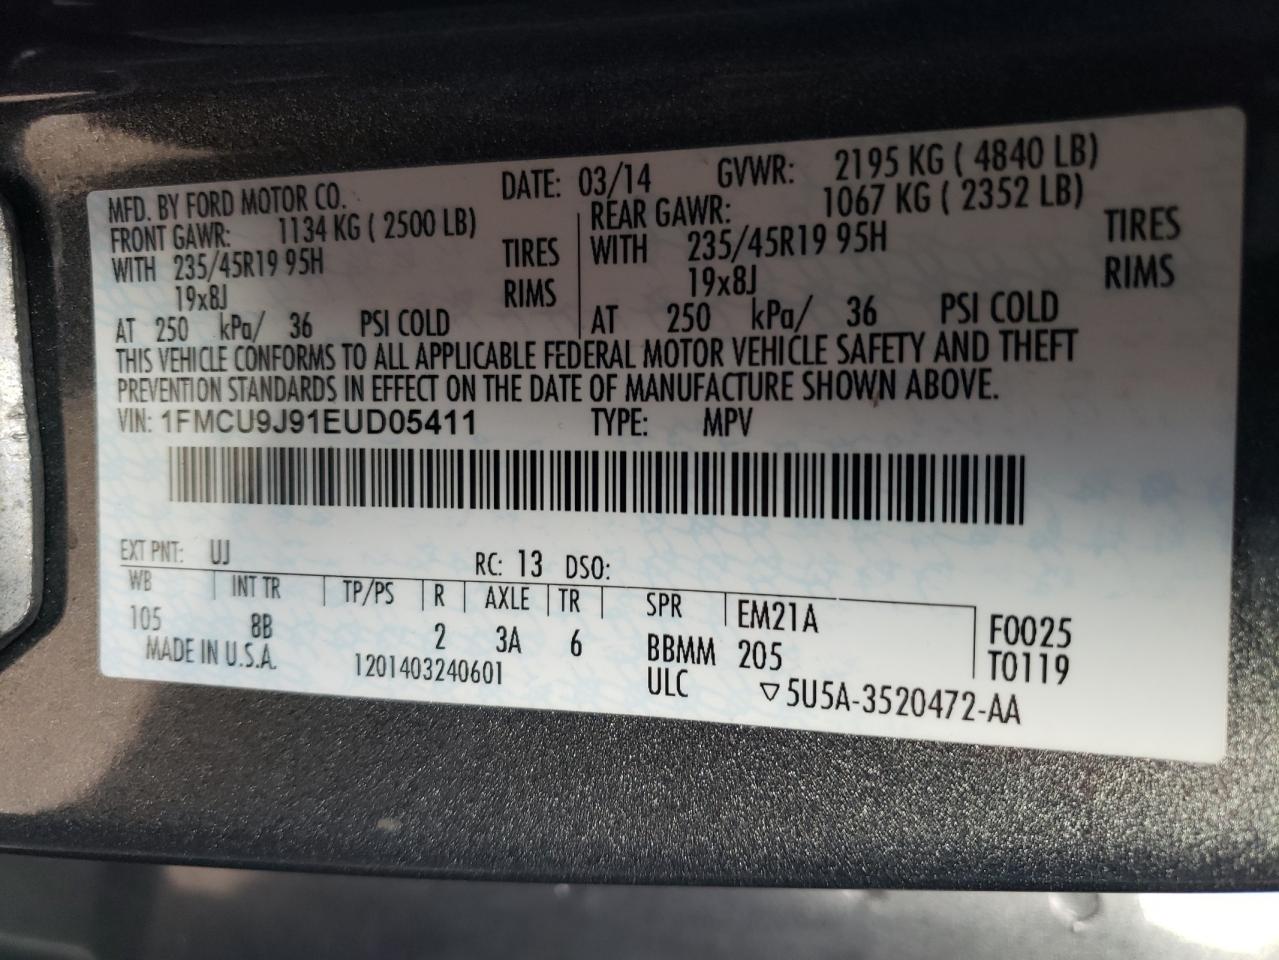 MFD. BY FORD MOTOR CO. DATE: 03/14 GVWR: 2195 KG ( 4840 LB)
FRONT GAWR: 1134 KG ( 2500 LB) REAR GAWR: 1067 KG ( 2352 LB)
WITH 235/45R19 95H TIRES WITH 235/45R19 95H TIRES
19x8J RIMS 19x8J RIMS
AT 250 kPa/ 36 PSI COLD AT 250 kPa/ 36 PSI COLD
THIS VEHICLE CONFORMS TO ALL APPLICABLE FEDERAL MOTOR VEHICLE SAFETY AND THEFT
PREVENTION STANDARDS IN EFFECT ON THE DATE OF MANUFACTURE SHOWN ABOVE.
VIN: 1FMCU9J91EUD05411 TYPE: MPV
EXT PNT: UJ RC: 13 DSO:
WB INT TR TP/PS R AXLE TR SPR EM21A F0025
105 8B 2 3A 6 BBMM 205 T0119
MADE IN U.S.A. 1201403240601 ULC ▽5U5A-3520472-AA